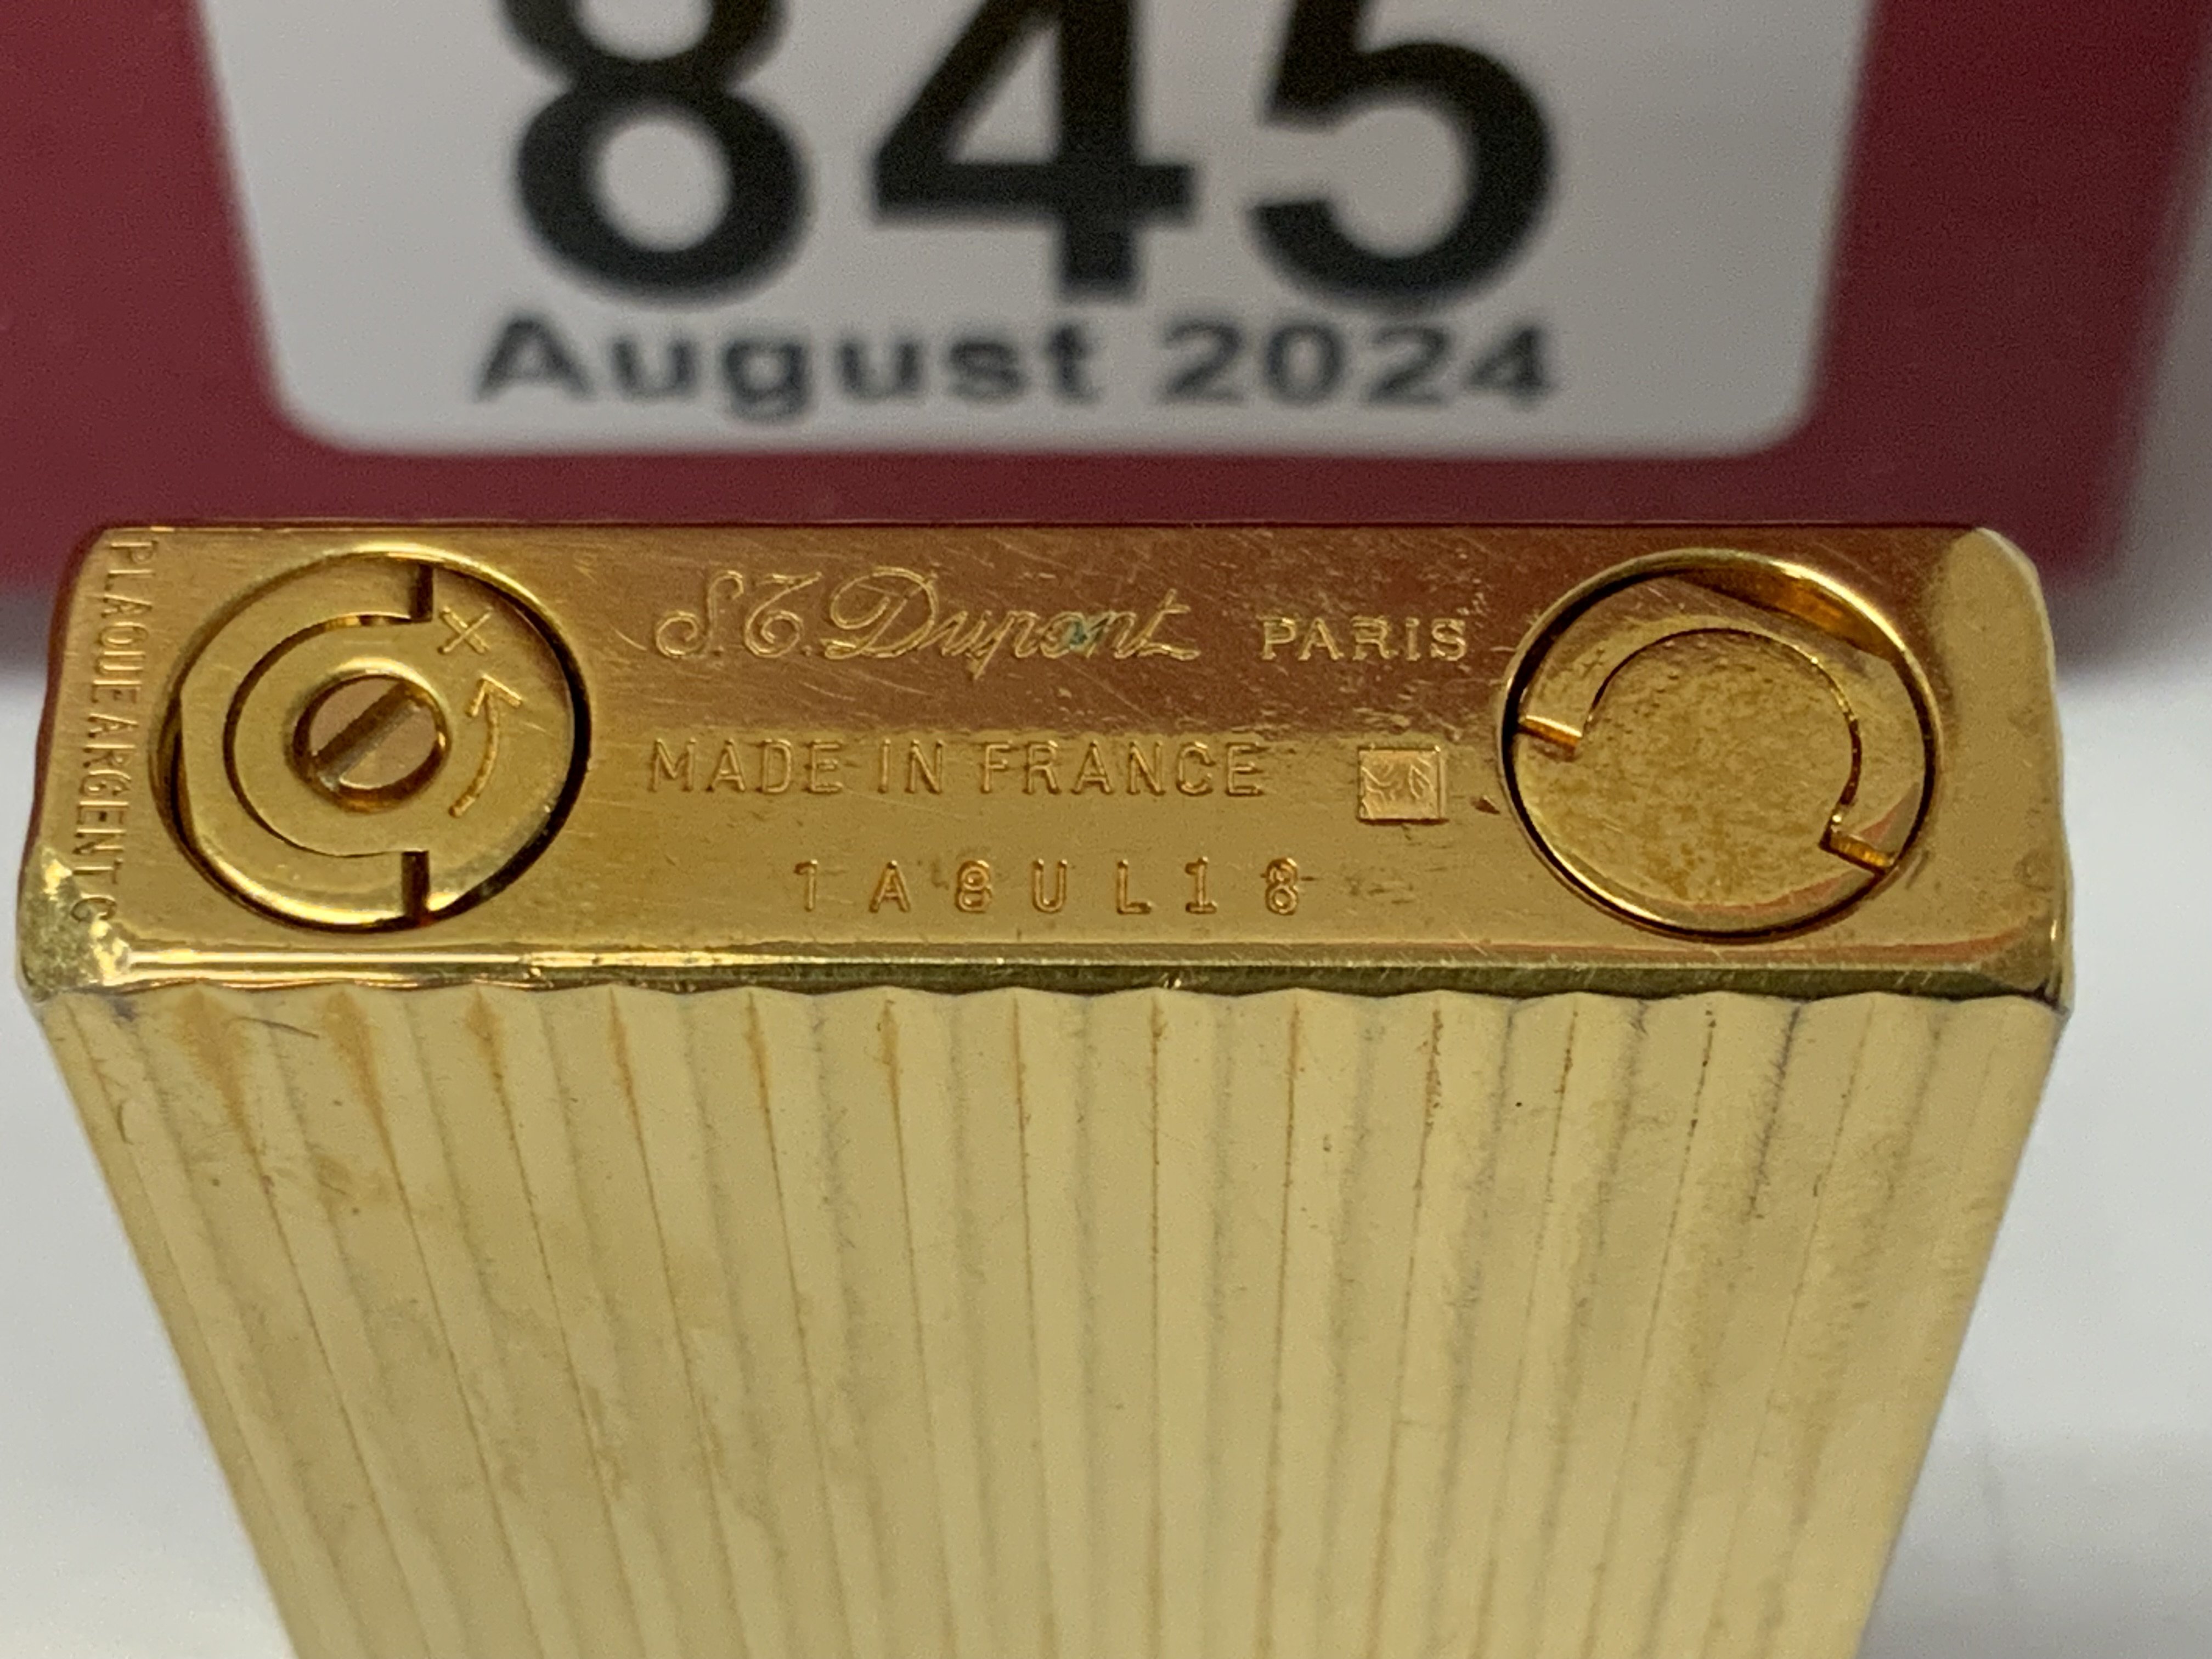 845
August 2024
S.T. Dupont PARIS
MADE IN FRANCE
1A8UL18
PLAQUE ARGENT G